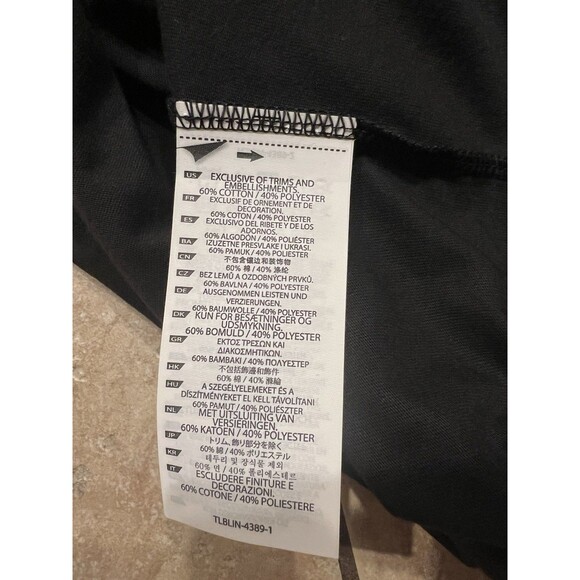 US EXCLUSIVE OF TRIMS AND
EMBELLISHMENTS.
60% COTTON / 40% POLYESTER
FR EXCLUSIF DE ORNEMENT ET DE
DECORATION.
60% COTON / 40% POLYESTER
ES EXCLUSIVO DEL RIBETE Y DE LOS
ADORNOS.
60% ALGODÓN / 40% POLIÉSTER
BA IZUZETNE PRESVLAKE I UKRASI.
60% PAMUK / 40% POLIESTER
CN 不包含镶边和装饰物
60% 棉 / 40% 涤纶
CZ BEZ LEMŮ A OZDOBNÝCH PRVKŮ.
60% BAVLNA / 40% POLYESTER
DE AUSGENOMMEN LEISTEN UND
VERZIERUNGEN.
60% BAUMWOLLE / 40% POLYESTER
DK KUN FOR BESÆTNINGER OG
UDSMYKNING.
60% BOMULD / 40% POLYESTER
GR ΕΚΤΟΣ ΤΡΕΣΩΝ ΚΑΙ
ΔΙΑΚΟΣΜΗΤΙΚΩΝ.
60% ΒΑΜΒΑΚΙ / 40% ΠΟΛΥΕΣΤΕΡ
HK 不包括飾邊和飾件
60% 棉 / 40% 滌綸
HU A SZEGÉLYELEMEKET ÉS A
DÍSZÍTMÉNYEKET EL KELL TÁVOLÍTANI
60% PAMUT / 40% POLIÉSZTER
NL MET UITSLUITING VAN
VERSIERINGEN.
60% KATOEN / 40% POLYESTER
JP トリム、飾り部分を除く
60% 綿 / 40% ポリエステル
KR 테두리 및 장식물 제외
60% 면 / 40% 폴리에스테르
IT ESCLUDERE FINITURE E
DECORAZIONI.
60% COTONE / 40% POLIESTERE
TLBLIN-4389-1